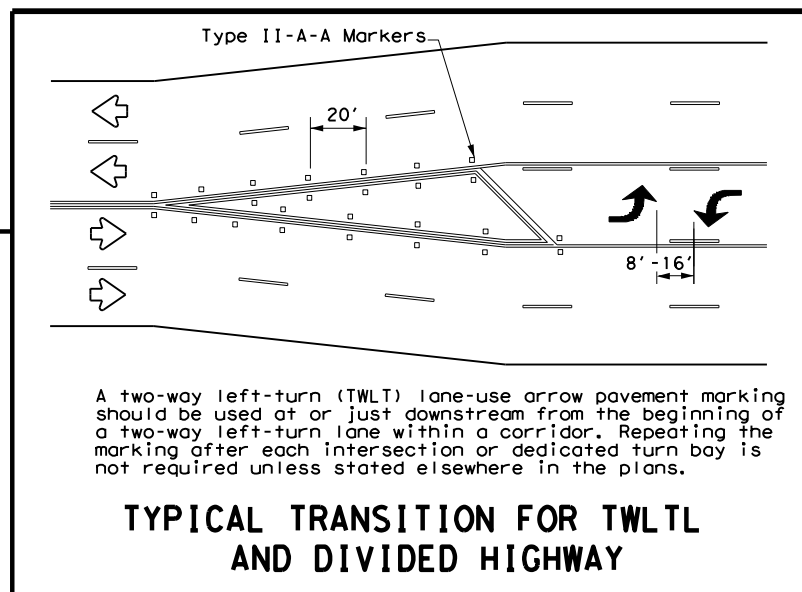 Type II-A-A Markers
20'
8' -16'
A two-way left-turn (TWLT) lane-use arrow pavement marking
should be used at or just downstream from the beginning of
a two-way left-turn lane within a corridor. Repeating the
marking after each intersection or dedicated turn bay is
not required unless stated elsewhere in the plans.
TYPICAL TRANSITION FOR TWLTL
AND DIVIDED HIGHWAY